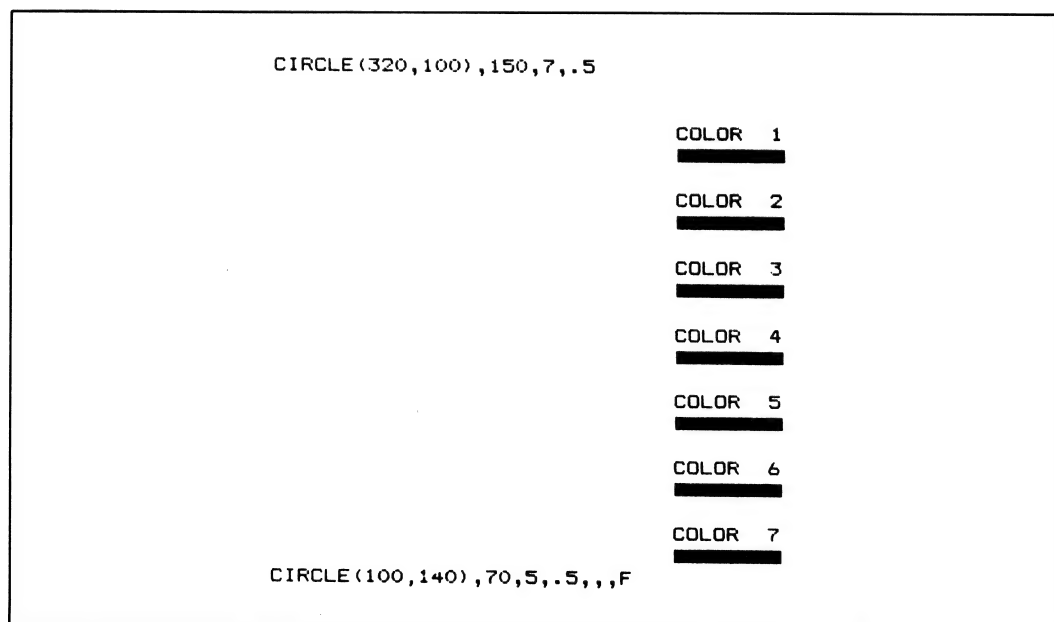 CIRCLE(320,100),150,7,.5
COLOR 1
COLOR 2
COLOR 3
COLOR 4
COLOR 5
COLOR 6
COLOR 7
CIRCLE(100,140),70,5,.5,,,F